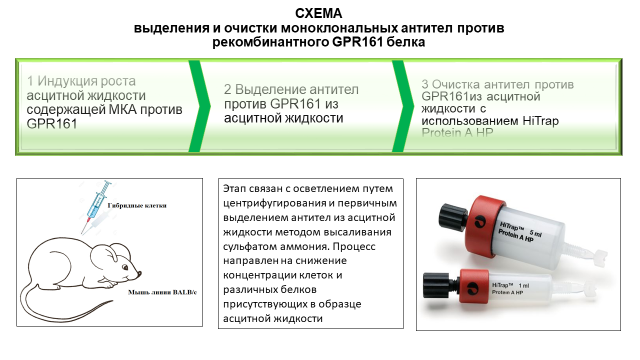 СХЕМА
выделения и очистки моноклональных антител против
рекомбинантного GPR161 белка
1 Индукция роста
асцитной жидкости
содержащей МКА против
GPR161
2 Выделение антител
против GPR161 из
асцитной жидкости
3 Очистка антител против
GPR161из асцитной
жидкости с
использованием HiTrap
Protein A HP
Гибридные клетки
Мышь линии BALB/c
Этап связан с осветлением путем
центрифугирования и первичным
выделением антител из асцитной
жидкости методом высаливания
сульфатом аммония. Процесс
направлен на снижение
концентрации клеток и
различных белков
присутствующих в образце
асцитной жидкости
HiTrap™ 5 ml
Protein A HP
HiTrap™ 1 ml
Protein A HP